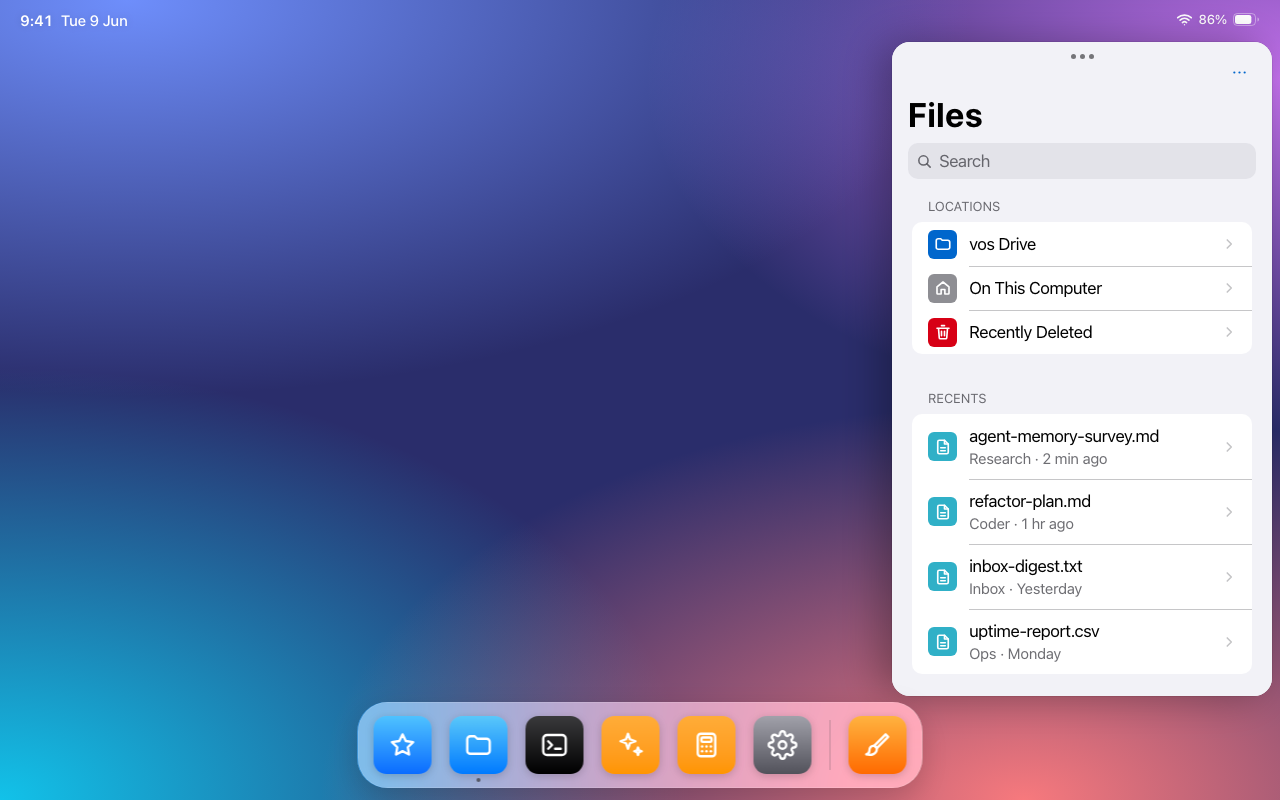 9:41 Tue 9 Jun
86%
Files
Search
LOCATIONS
vos Drive
On This Computer
Recently Deleted
RECENTS
agent-memory-survey.md
Research · 2 min ago
refactor-plan.md
Coder · 1 hr ago
inbox-digest.txt
Inbox · Yesterday
uptime-report.csv
Ops · Monday